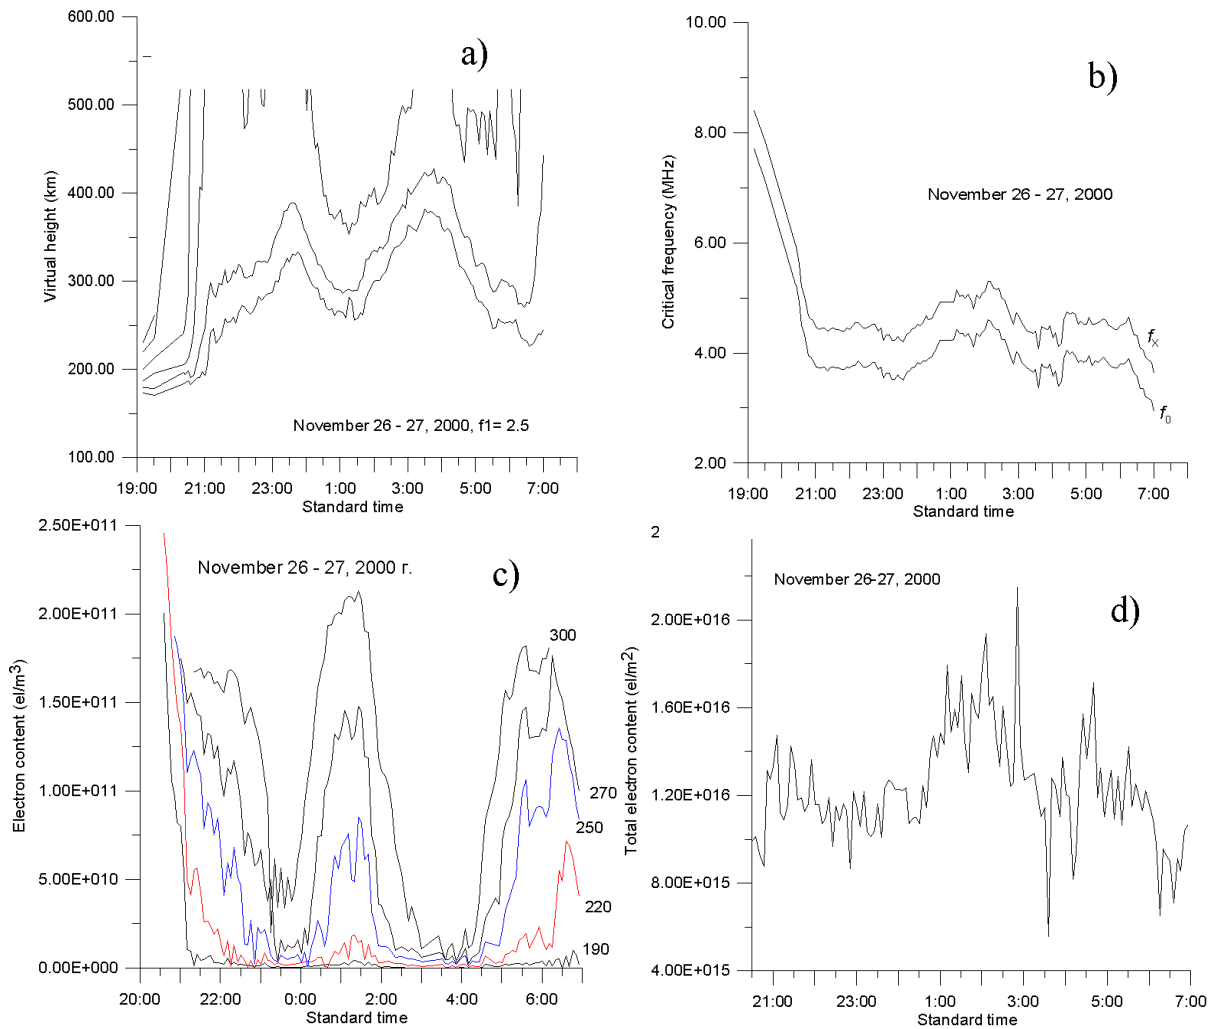 a)
600.00
500.00
400.00
300.00
200.00
100.00
Virtual height (km)
November 26 - 27, 2000, f1= 2.5
19:00 21:00 23:00 1:00 3:00 5:00 7:00
Standard time
b)
10.00
8.00
6.00
4.00
2.00
Critical frequency (MHz)
November 26 - 27, 2000
fx
f0
19:00 21:00 23:00 1:00 3:00 5:00 7:00
Standard time
c)
2.50E+011
2.00E+011
1.50E+011
1.00E+011
5.00E+010
0.00E+000
Electron content (el/m3)
November 26 - 27, 2000 г.
300
270
250
220
190
20:00 22:00 0:00 2:00 4:00 6:00
Standard time
2
d)
2.00E+016
1.60E+016
1.20E+016
8.00E+015
4.00E+015
Total electron content (el/m2)
November 26-27, 2000
21:00 23:00 1:00 3:00 5:00 7:00
Standard time